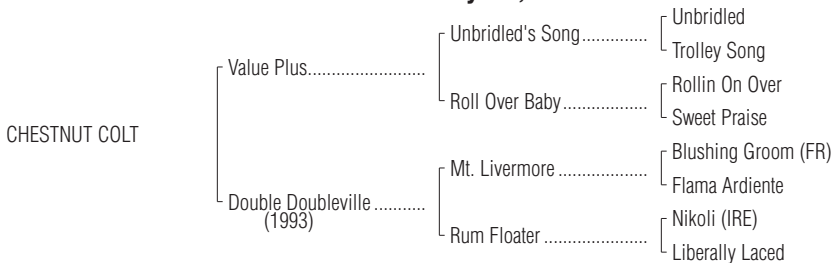 Unbridled
Unbridled's Song..............
Trolley Song
Value Plus........................
Rollin On Over
Roll Over Baby..................
Sweet Praise
CHESTNUT COLT
Blushing Groom (FR)
Mt. Livermore ...................
Flama Ardiente
Double Doubleville ...........
(1993)
Nikoli (IRE)
Rum Floater ......................
Liberally Laced